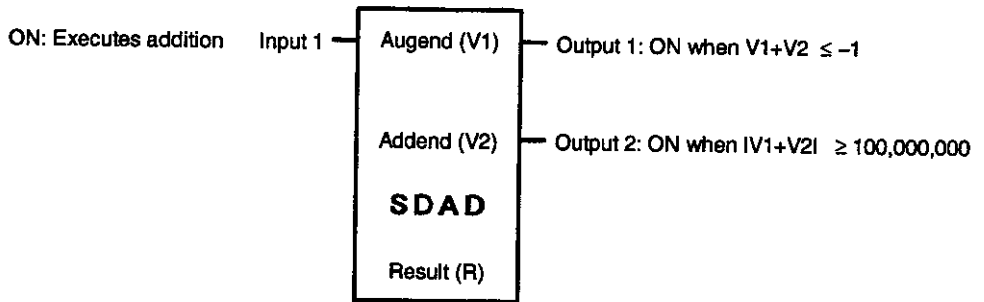 ON: Executes addition Input 1 Augend (V1) Output 1: ON when V1+V2 ≤ –1
Addend (V2) Output 2: ON when |V1+V2| ≥ 100,000,000
SDAD
Result (R)